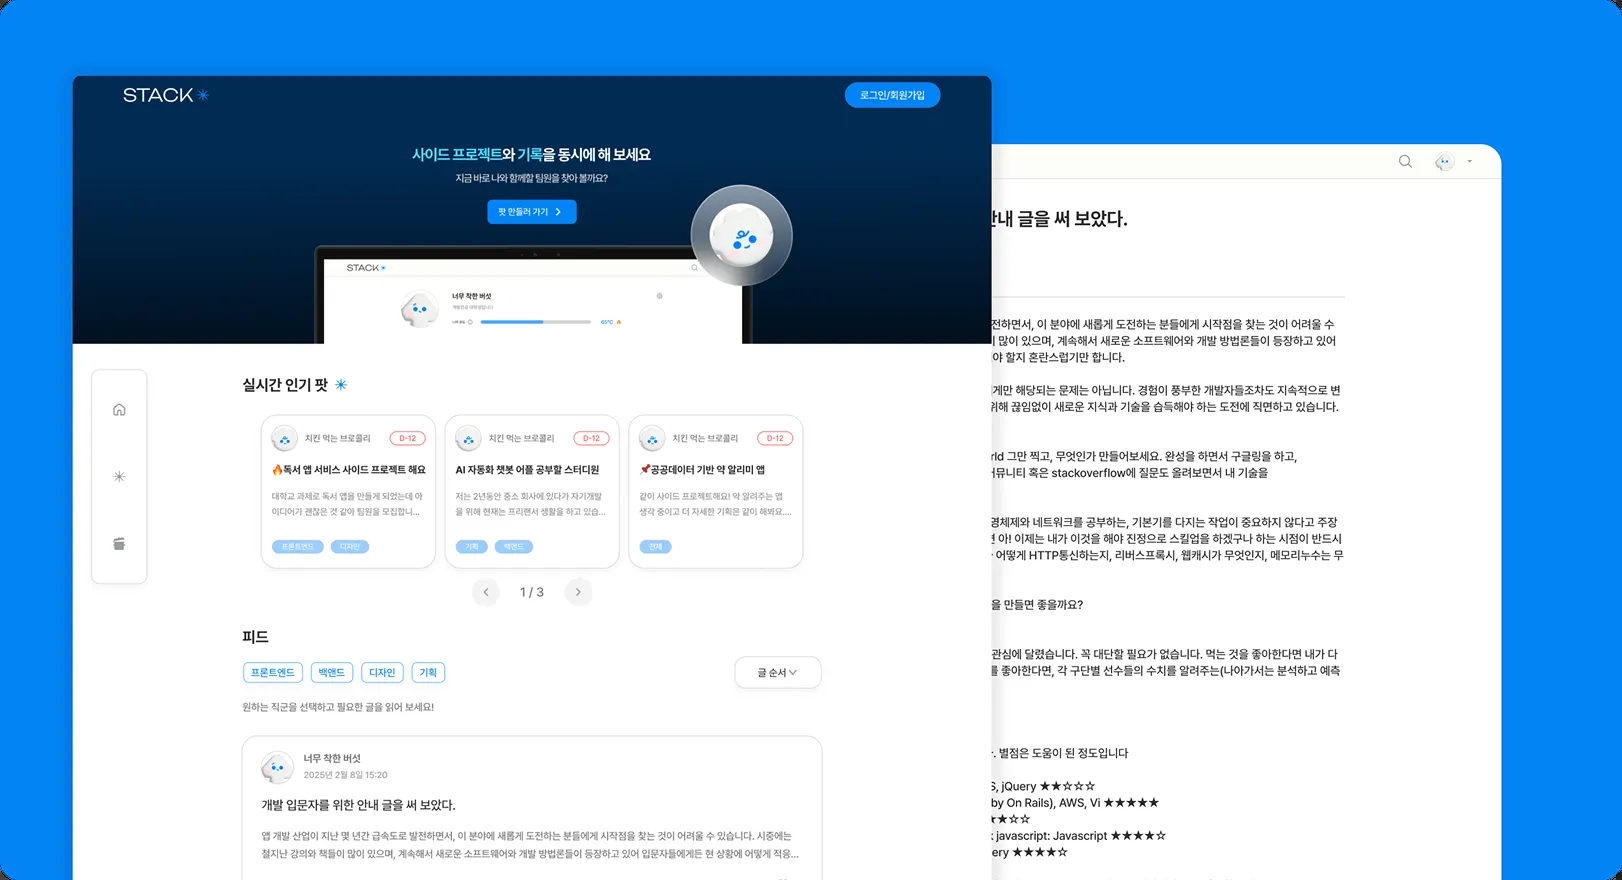 STACK
로그인/회원가입
사이드 프로젝트와 기록을 동시에 해 보세요
지금 바로 나와 함께할 팀원을 찾아 볼까요?
팟 만들러 가기
STACK
너무 착한 버섯
65°C
실시간 인기 팟
치킨 먹는 브로콜리
D-12
🔥독서 앱 서비스 사이드 프로젝트 해요
대학교 과제로 독서 앱을 만들게 되었는데 아
이디어가 괜찮은 것 같아 팀원을 모집합니...
프론트엔드
디자인
치킨 먹는 브로콜리
D-12
AI 자동화 챗봇 어플 공부할 스터디원
저는 2년동안 중소 회사에 있다가 자기개발
을 위해 현재는 프리랜서 생활을 하고 있습...
기획
백엔드
치킨 먹는 브로콜리
D-12
📌공공데이터 기반 약 알리미 앱
같이 사이드 프로젝트해요! 약 알려주는 앱
생각 중이고 더 자세한 기획은 같이 해봐요....
전체
1 / 3
피드
프론트엔드
백앤드
디자인
기획
글 순서
원하는 직군을 선택하고 필요한 글을 읽어 보세요!
너무 착한 버섯
2025년 2월 8일 15:20
개발 입문자를 위한 안내 글을 써 보았다.
앱 개발 산업이 지난 몇 년간 급속도로 발전하면서, 이 분야에 새롭게 도전하는 분들에게 시작점을 찾는 것이 어려울 수 있습니다. 시중에는
철지난 강의와 책들이 많이 있으며, 계속해서 새로운 소프트웨어와 개발 방법론들이 등장하고 있어 입문자들에게든 현 상황에 어떻게 적응...
안내 글을 써 보았다.
전하면서, 이 분야에 새롭게 도전하는 분들에게 시작점을 찾는 것이 어려울 수
많이 있으며, 계속해서 새로운 소프트웨어와 개발 방법론들이 등장하고 있어
야 할지 혼란스럽기만 합니다.
게만 해당되는 문제는 아닙니다. 경험이 풍부한 개발자들조차도 지속적으로 변
위해 끊임없이 새로운 지식과 기술을 습득해야 하는 도전에 직면하고 있습니다.
rld 그만 찍고, 무엇인가 만들어보세요. 완성을 하면서 구글링을 하고,
커뮤니티 혹은 stackoverflow에 질문도 올려보면서 내 기술을
영체제와 네트워크를 공부하는, 기본기를 다지는 작업이 중요하지 않다고 주장
아! 이제는 내가 이것을 해야 진정으로 스킬업을 하겠구나 하는 시점이 반드시
어떻게 HTTP통신하는지, 리버스프록시, 웹캐시가 무엇인지, 메모리누수는 무
을 만들면 좋을까요?
관심에 달렸습니다. 꼭 대단할 필요가 없습니다. 먹는 것을 좋아한다면 내가 다
를 좋아한다면, 각 구단별 선수들의 수치를 알려주는(나아가서는 분석하고 예측
별점은 도움이 된 정도입니다
S, jQuery ★★☆☆☆
by On Rails), AWS, Vi ★★★★★
★★☆☆
javascript: Javascript ★★★★☆
ery ★★★★☆